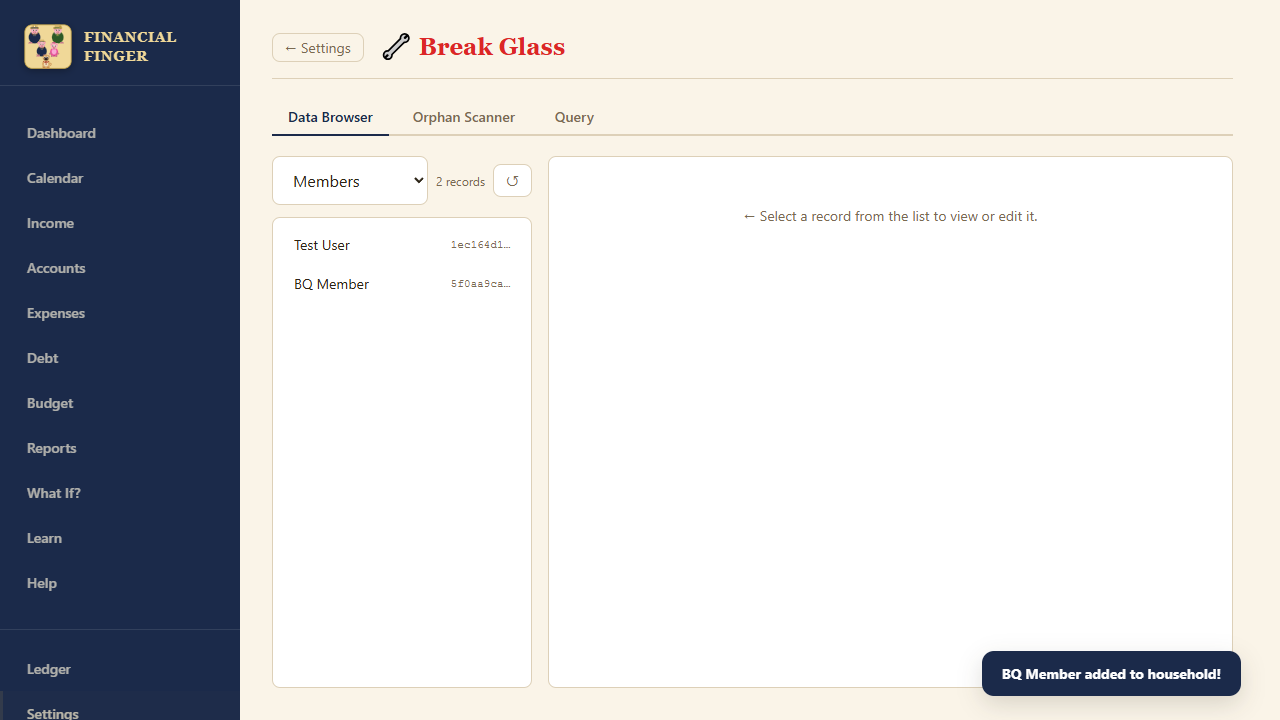 FINANCIAL
FINGER
Dashboard
Calendar
Income
Accounts
Expenses
Debt
Budget
Reports
What If?
Learn
Help
Ledger
Settings
← Settings
Break Glass
Data Browser
Orphan Scanner
Query
Members
2 records
↺
Test User
1ec164d1…
BQ Member
5f0aa9ca…
← Select a record from the list to view or edit it.
BQ Member added to household!